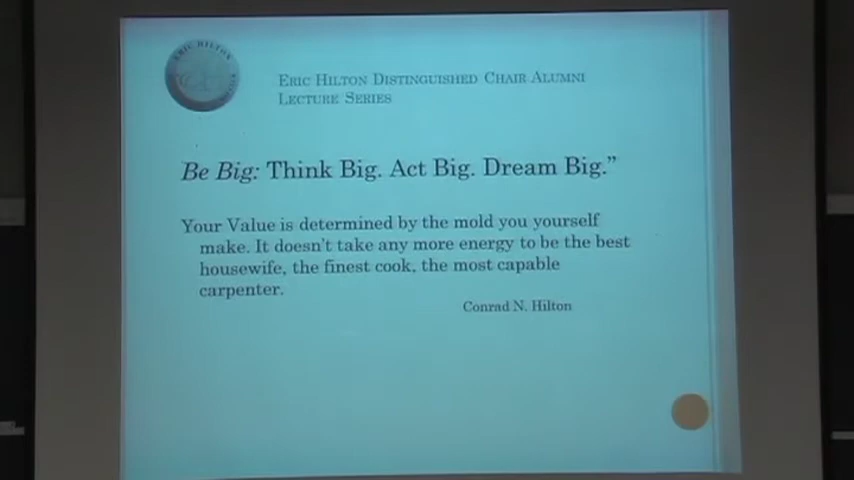 ERIC HILTON
ERIC HILTON DISTINGUISHED CHAIR ALUMNI
LECTURE SERIES
Be Big: Think Big. Act Big. Dream Big.”
Your Value is determined by the mold you yourself
make. It doesn't take any more energy to be the best
housewife, the finest cook, the most capable
carpenter.
Conrad N. Hilton